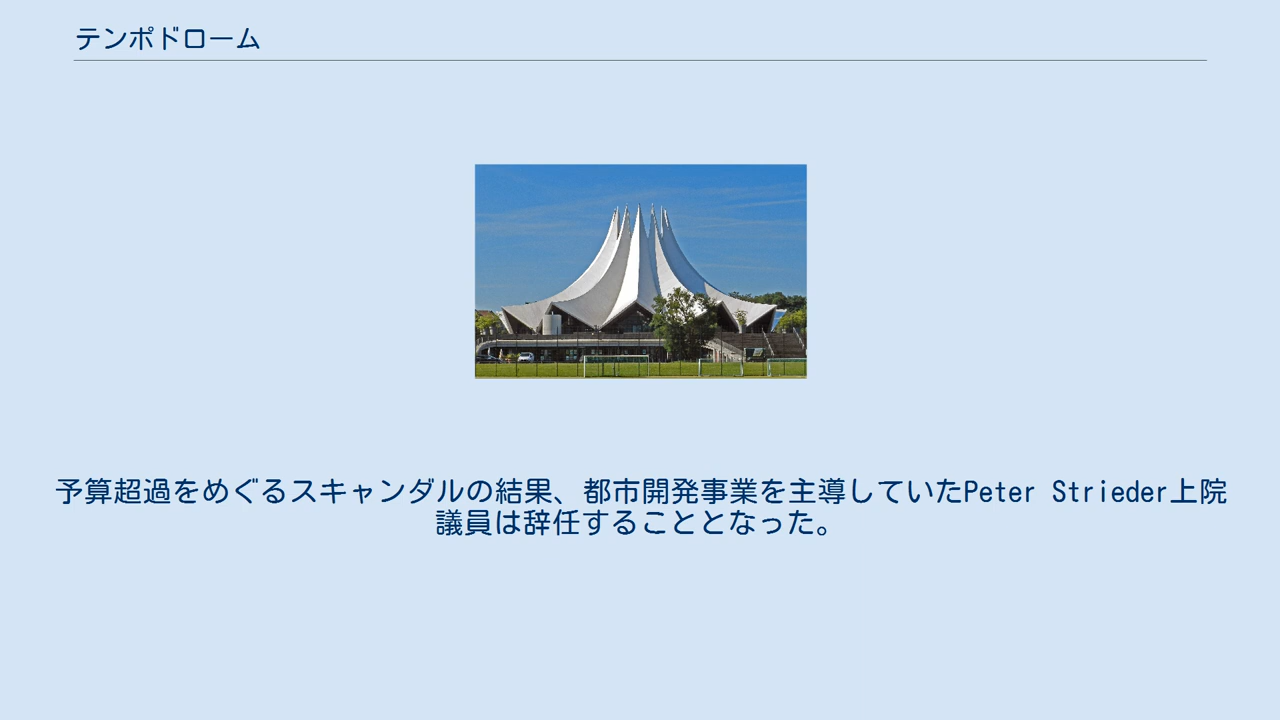 テンポドローム
予算超過をめぐるスキャンダルの結果、都市開発事業を主導していたPeter Strieder上院
議員は辞任することとなった。